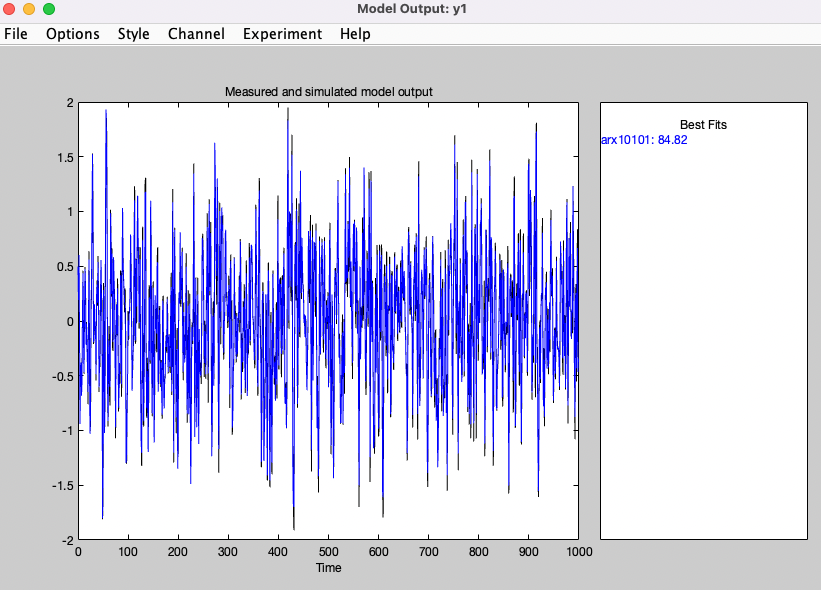 Model Output: y1
File Options Style Channel Experiment Help
Measured and simulated model output
2
1.5
1
0.5
0
-0.5
-1
-1.5
-2
0 100 200 300 400 500 600 700 800 900 1000
Time
Best Fits
arx10101: 84.82